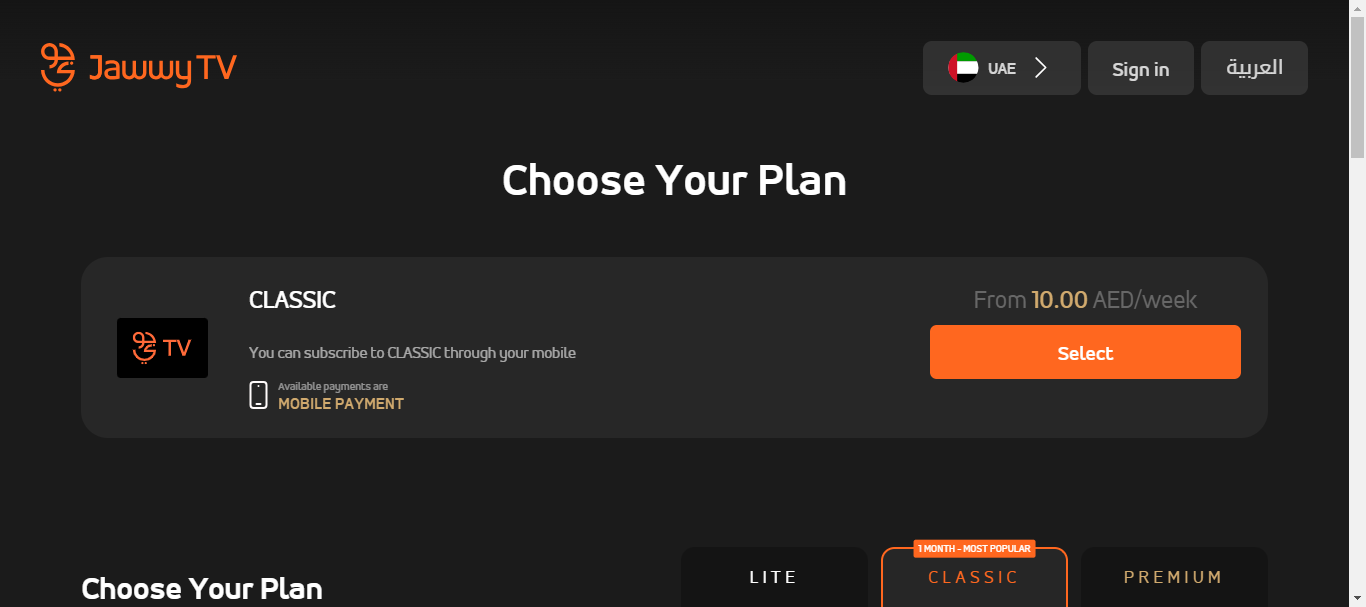 Jawwy TV
UAE
Sign in
العربية
Choose Your Plan
CLASSIC
From 10.00 AED/week
TV
You can subscribe to CLASSIC through your mobile
Select
Available payments are
MOBILE PAYMENT
1 MONTH - MOST POPULAR
Choose Your Plan
LITE
CLASSIC
PREMIUM